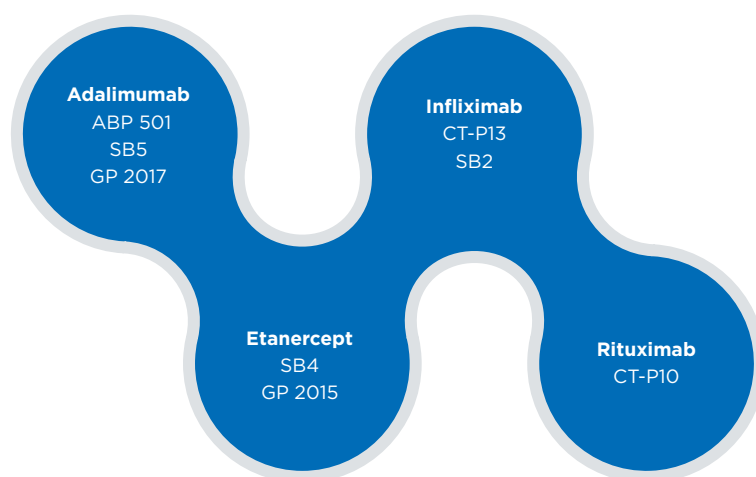 Adalimumab
ABP 501
SB5
GP 2017
Infliximab
CT-P13
SB2
Etanercept
SB4
GP 2015
Rituximab
CT-P10